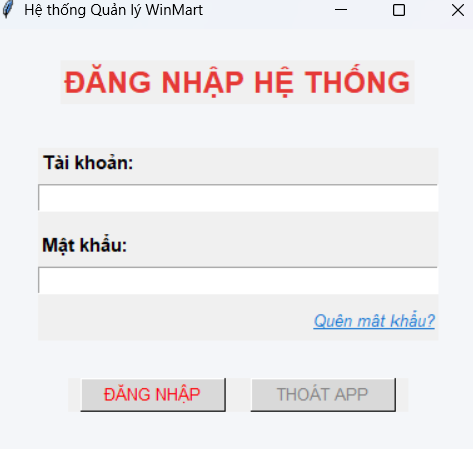 Hệ thống Quản lý WinMart
ĐĂNG NHẬP HỆ THỐNG
Tài khoản:
Mật khẩu:
Quên mât khẩu?
ĐĂNG NHẬP THOÁT APP